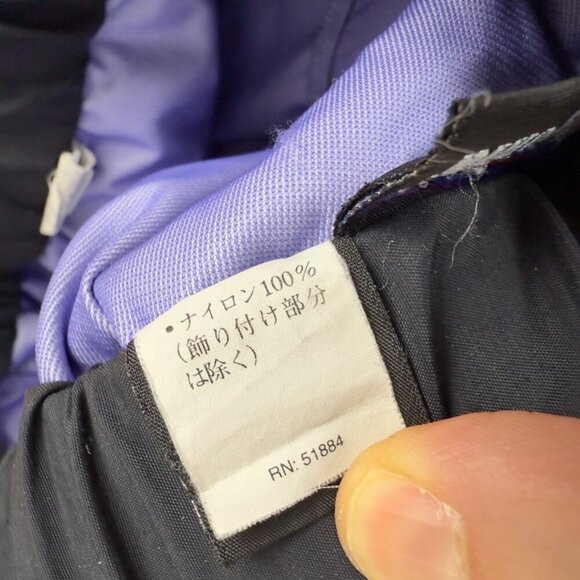 • ナイロン100%
(飾り付け部分
は除く)
RN: 51884